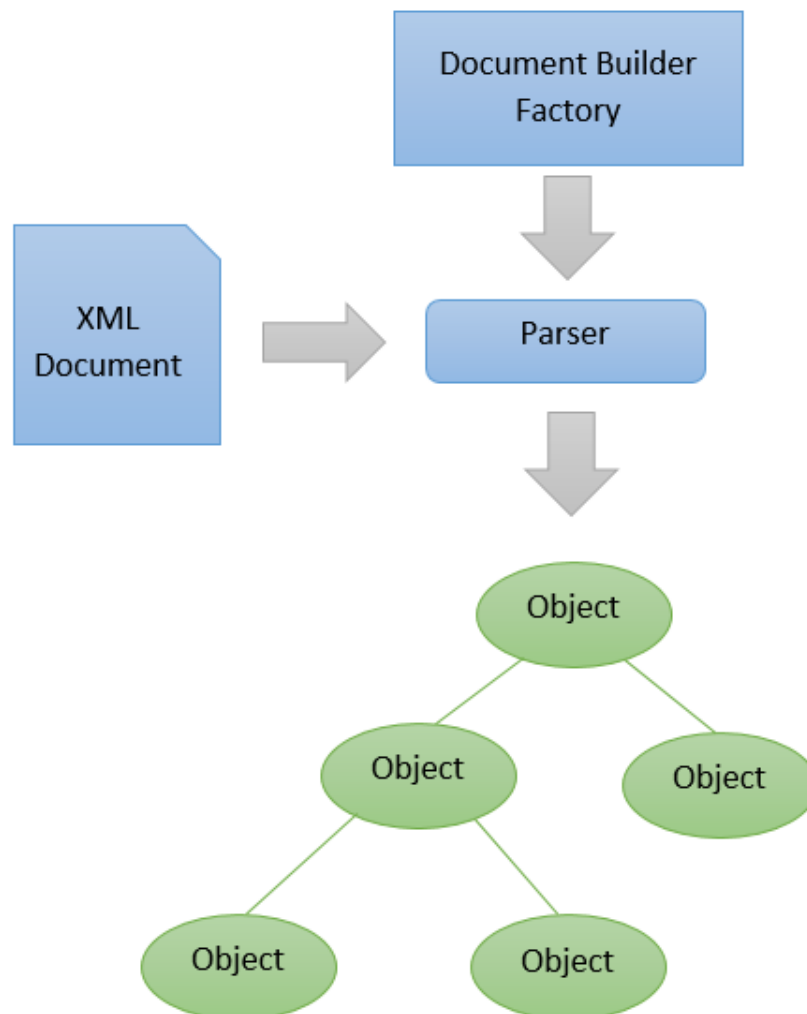 Document Builder
Factory
XML
Document
Parser
Object
Object
Object
Object
Object